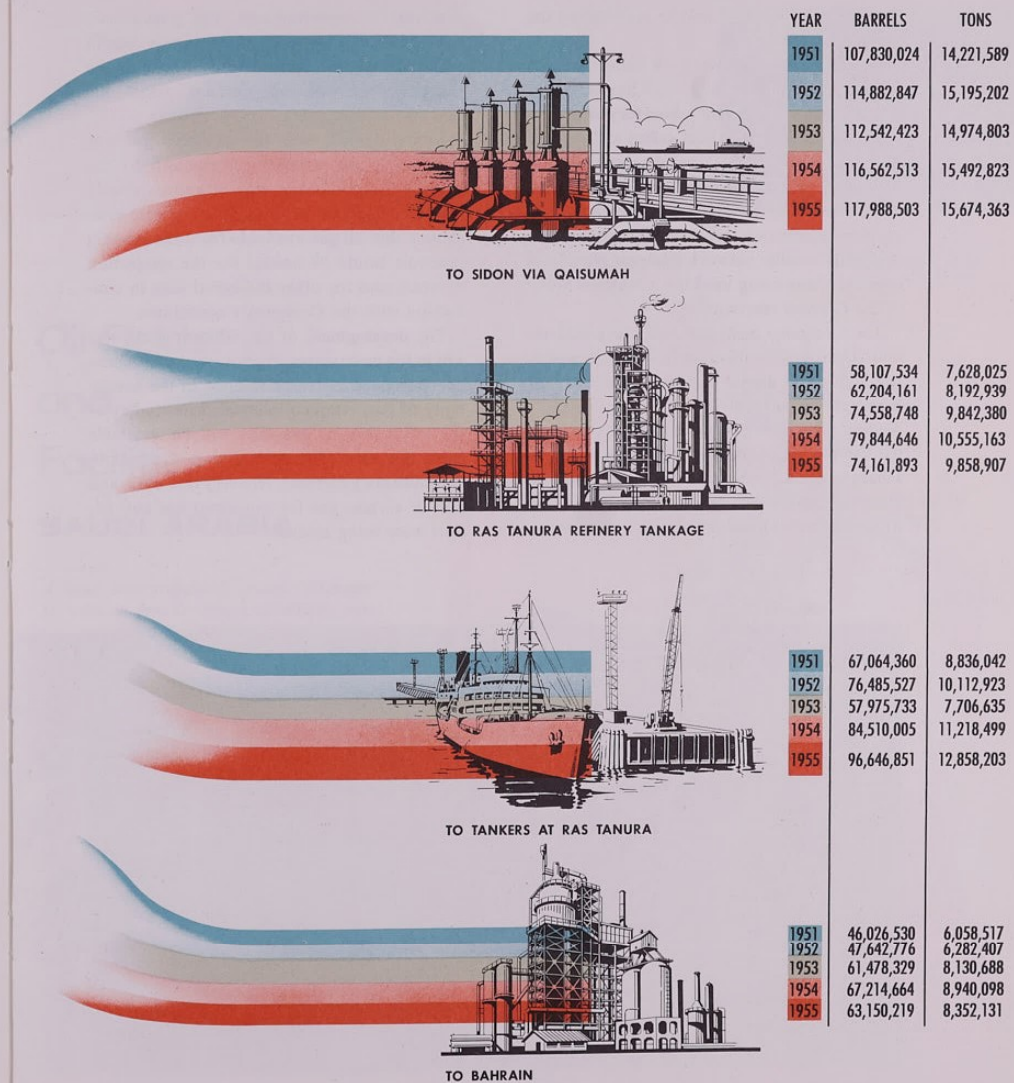 YEAR BARRELS TONS
1951 107,830,024 14,221,589
1952 114,882,847 15,195,202
1953 112,542,423 14,974,803
1954 116,562,513 15,492,823
1955 117,988,503 15,674,363
TO SIDON VIA QAISUMAH
1951 58,107,534 7,628,025
1952 62,204,161 8,192,939
1953 74,558,748 9,842,380
1954 79,844,646 10,555,163
1955 74,161,893 9,858,907
TO RAS TANURA REFINERY TANKAGE
1951 67,064,360 8,836,042
1952 76,485,527 10,112,923
1953 57,975,733 7,706,635
1954 84,510,005 11,218,499
1955 96,646,851 12,858,203
TO TANKERS AT RAS TANURA
1951 46,026,530 6,058,517
1952 47,642,776 6,282,407
1953 61,478,329 8,130,688
1954 67,214,664 8,940,098
1955 63,150,219 8,352,131
TO BAHRAIN